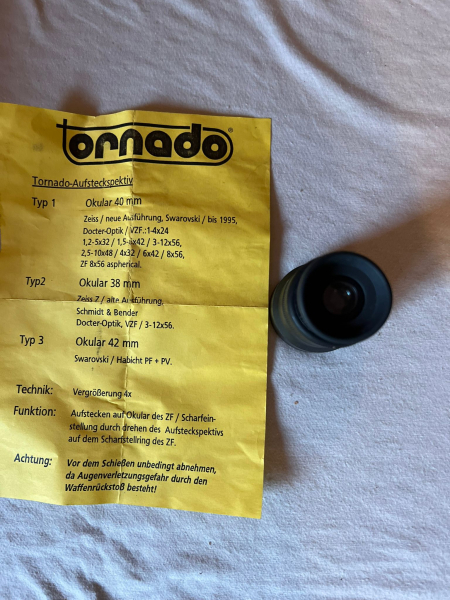 tornado®
Tornado-Aufsteckspektiv
Typ 1 Okular 40 mm
Zeiss / neue Ausführung, Swarovski / bis 1995,
Docter-Optik / VZF.:1-4x24
1,2-5x32 / 1,5-6x42 / 3-12x56,
2,5-10x48 / 4x32 / 6x42 / 8x56,
ZF 8x56 aspherical.
Typ2 Okular 38 mm
Zeiss Z / alte Ausführung.
Schmidt & Bender
Docter-Optik, VZF / 3-12x56.
Typ 3 Okular 42 mm
Swarovski / Habicht PF + PV.
Technik: Vergrößerung 4x
Funktion: Aufstecken auf Okular des ZF / Scharfein-
stellung durch drehen des Aufsteckspektivs
auf dem Scharfstellring des ZF.
Achtung: Vor dem Schießen unbedingt abnehmen,
da Augenverletzungsgefahr durch den
Waffenrückstoß besteht!